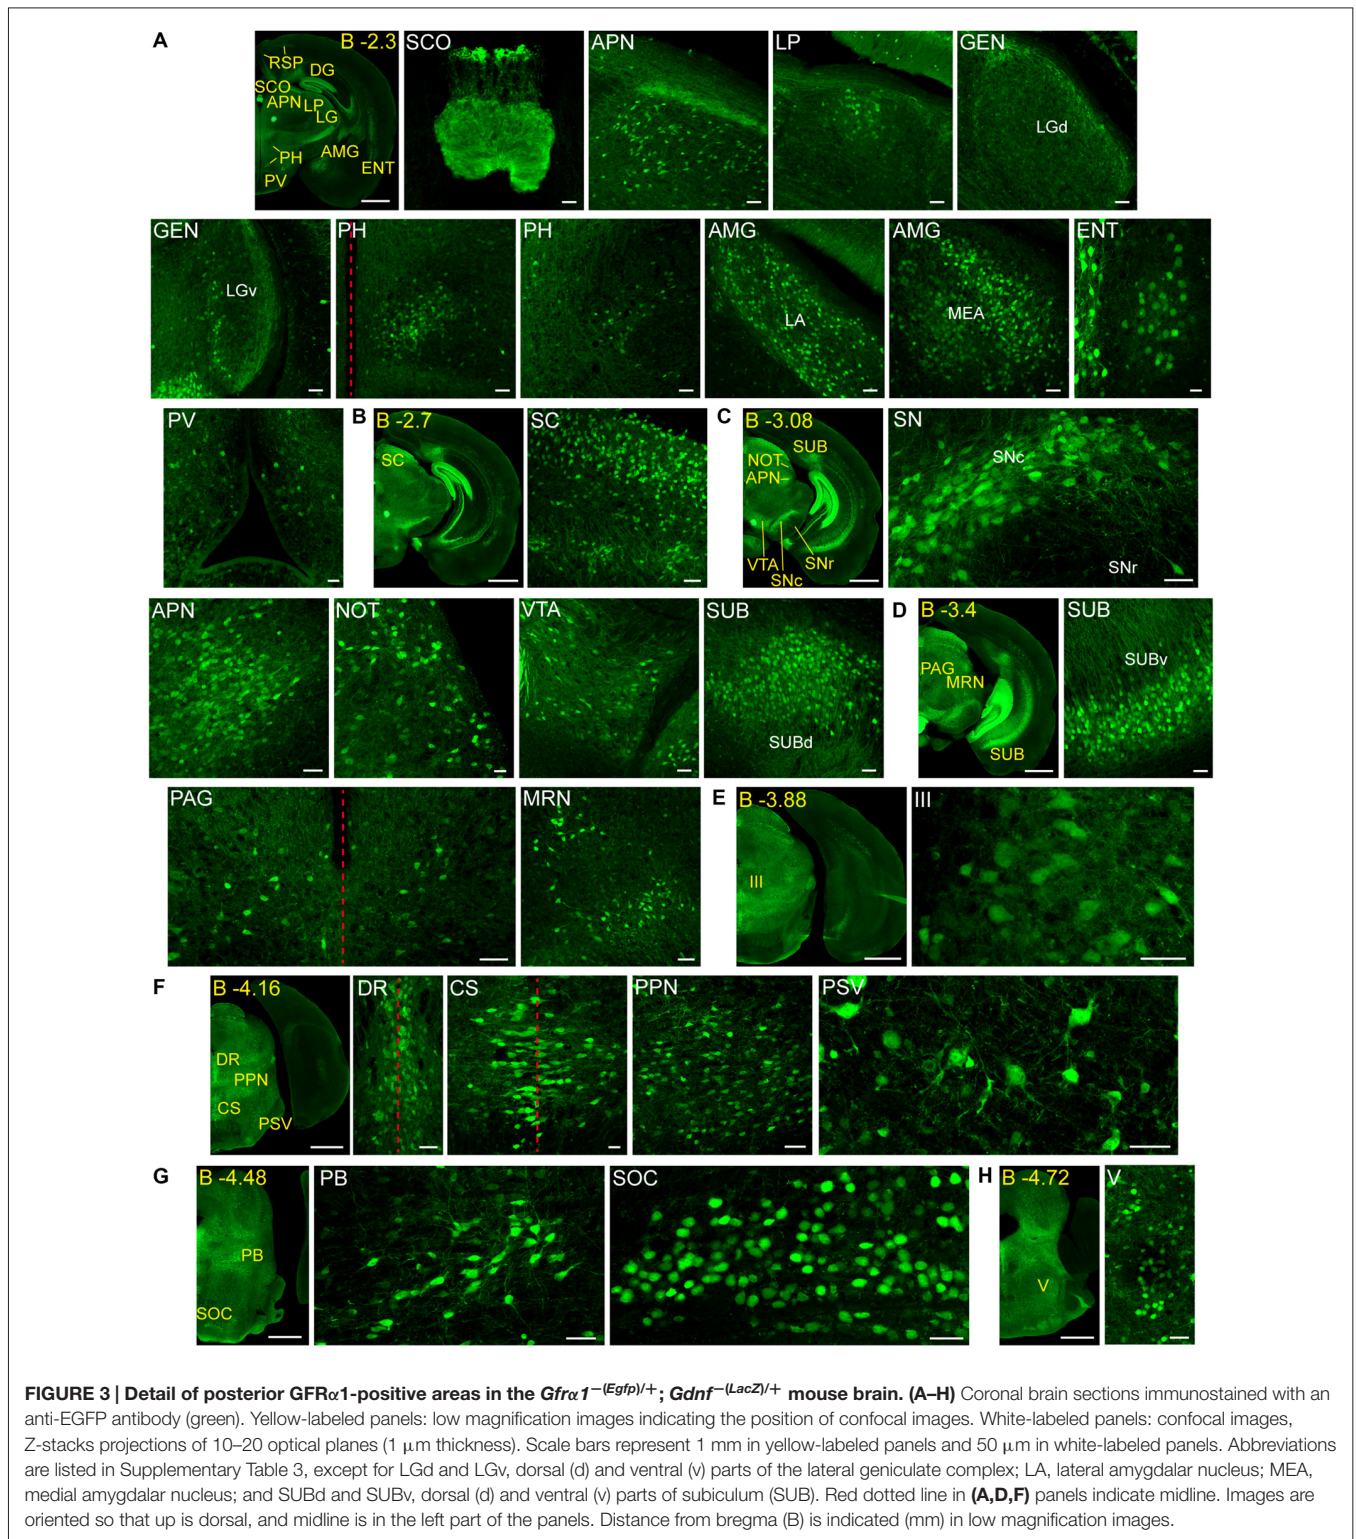 A
B -2.3
RSP
DG
SCO
APN
LP
LG
PH
AMG
ENT
PV
SCO
APN
LP
GEN
LGd
GEN
LGv
PH
PH
AMG
LA
AMG
MEA
ENT
PV
B
B -2.7
SC
SC
C
B -3.08
SUB
NOT
APN
VTA
SNc
SNr
SN
SNc
SNr
APN
NOT
VTA
SUB
SUBd
D
B -3.4
PAG
MRN
SUB
SUB
SUBv
PAG
MRN
E
B -3.88
III
III
F
B -4.16
DR
PPN
CS
PSV
DR
CS
PPN
PSV
G
B -4.48
PB
SOC
PB
SOC
H
B -4.72
V
V
FIGURE 3 | Detail of posterior GFRα1-positive areas in the Gfrα1−(Egfp)/+; Gdnf−(LacZ)/+ mouse brain. (A–H) Coronal brain sections immunostained with an
anti-EGFP antibody (green). Yellow-labeled panels: low magnification images indicating the position of confocal images. White-labeled panels: confocal images,
Z-stacks projections of 10–20 optical planes (1 μm thickness). Scale bars represent 1 mm in yellow-labeled panels and 50 μm in white-labeled panels. Abbreviations
are listed in Supplementary Table 3, except for LGd and LGv, dorsal (d) and ventral (v) parts of the lateral geniculate complex; LA, lateral amygdalar nucleus; MEA,
medial amygdalar nucleus; and SUBd and SUBv, dorsal (d) and ventral (v) parts of subiculum (SUB). Red dotted line in (A,D,F) panels indicate midline. Images are
oriented so that up is dorsal, and midline is in the left part of the panels. Distance from bregma (B) is indicated (mm) in low magnification images.